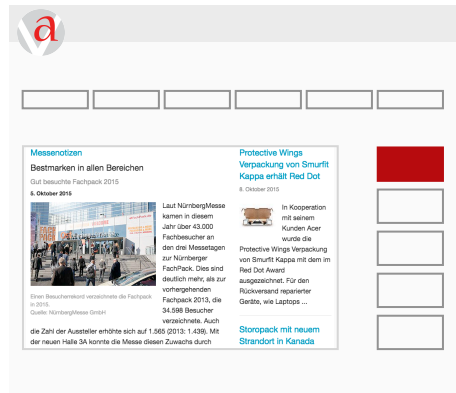 a
Messenotizen
Bestmarken in allen Bereichen
Gut besuchte Fachpack 2015
5. Oktober 2015
Laut NürnbergMesse
kamen in diesem
Jahr über 43.000
Fachbesucher an
den drei Messetagen
zur Nürnberger
FachPack. Dies sind
deutlich mehr, als zur
vorhergehenden
Fachpack 2013, die
34.598 Besucher
verzeichnete. Auch
Einen Besucherrekord verzeichnete die Fachpack
in 2015.
Quelle: NürnbergMesse GmbH
die Zahl der Aussteller erhöhte sich auf 1.565 (2013: 1.439). Mit
der neuen Halle 3A konnte die Messe diesen Zuwachs durch
Protective Wings
Verpackung von Smurfit
Kappa erhält Red Dot
6. Oktober 2015
In Kooperation
mit seinem
Kunden Acer
wurde die
Protective Wings Verpackung
von Smurfit Kappa mit dem im
Red Dot Award
ausgezeichnet. Für den
Rückversand reparierter
Geräte, wie Laptops ...
Storopack mit neuem
Strandort in Kanada